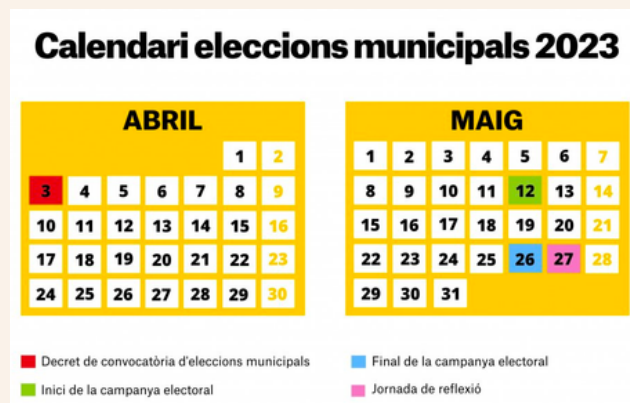 Calendari eleccions municipals 2023
ABRIL
1 2
3 4 5 6 7 8 9
10 11 12 13 14 15 16
17 18 19 20 21 22 23
24 25 26 27 28 29 30
MAIG
1 2 3 4 5 6 7
8 9 10 11 12 13 14
15 16 17 18 19 20 21
22 23 24 25 26 27 28
29 30 31
Decret de convocatòria d'eleccions municipals
Inici de la campanya electoral
Final de la campanya electoral
Jornada de reflexió